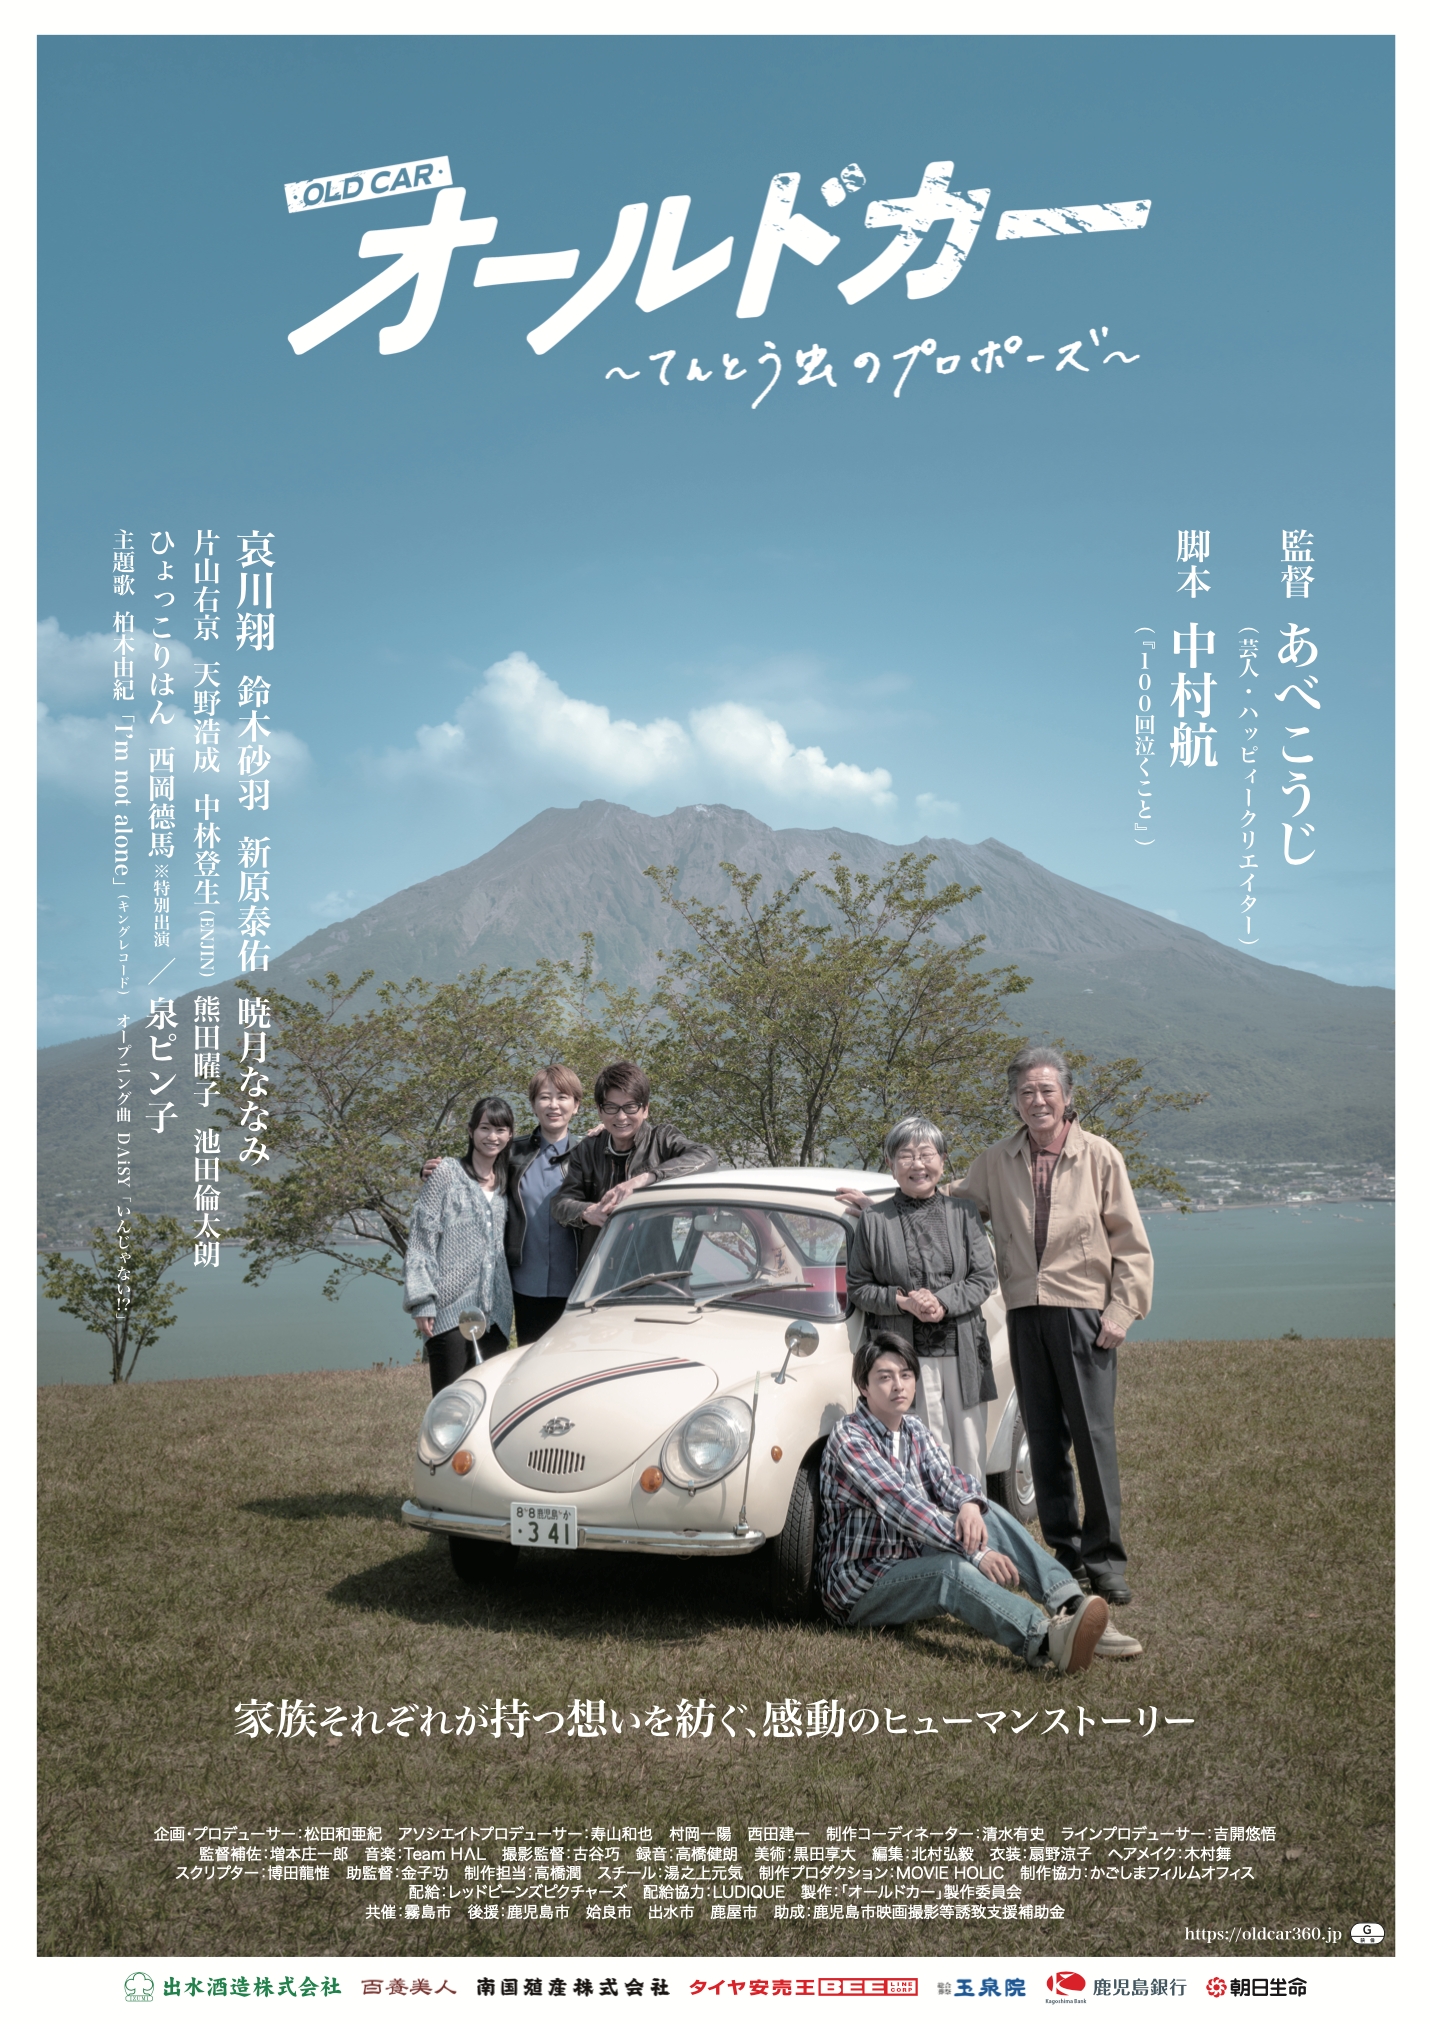 ・OLD CAR・
オールドカー
～てんとう虫のプロポーズ～
監督 あべこうじ
(芸人・ハッピィークリエイター)
脚本 中村航
(『100回泣くこと』)
哀川翔 鈴木砂羽 新原泰佑 暁月ななみ
片山右京 天野浩成 中林登生(ENJIN) 熊田曜子 池田倫太朗
ひょっこりはん 西岡德馬※特別出演／泉ピン子
主題歌 柏木由紀「I'm not alone」(キングレコード) オープニング曲 DAiSY「いんじゃない!?」
8・8鹿児島か
・341
家族それぞれが持つ想いを紡ぐ、感動のヒューマンストーリー
企画・プロデューサー：松田和亜紀 アソシエイトプロデューサー：寿山和也 村岡一陽 西田建一 制作コーディネーター：清水有史 ラインプロデューサー：吉開悠悟
監督補佐：増本庄一郎 音楽：Team HΛL 撮影監督：古谷巧 録音：高橋健朗 美術：黒田享大 編集：北村弘毅 衣装：扇野涼子 ヘアメイク：木村舞
スクリプター：博田龍惟 助監督：金子功 制作担当：高橋潤 スチール：湯之上元気 制作プロダクション：MOVIE HOLIC 制作協力：かごしまフィルムオフィス
配給：レッドビーンズピクチャーズ 配給協力：LUDIQUE 製作：「オールドカー」製作委員会
共催：霧島市 後援：鹿児島市 姶良市 出水市 鹿屋市 助成：鹿児島市映画撮影等誘致支援補助金
https://oldcar360.jp G
出水酒造株式会社 百養美人 南国殖産株式会社 タイヤ安売王 BEE LINE CORP 総合葬祭 玉泉院 Kagoshima Bank 鹿児島銀行 朝日生命